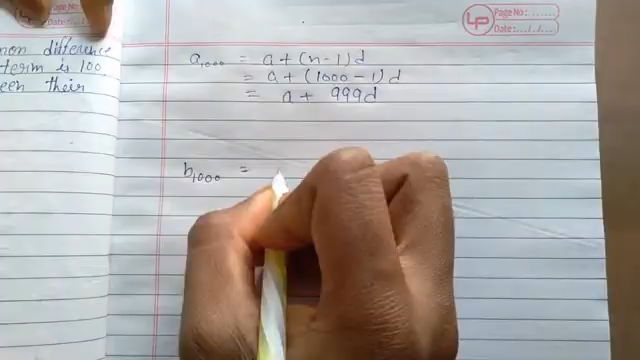 LP Page No:......
Date: .../.../...
mon difference
term is 100
een their
a1000 = a + (n-1)d
= a + (1000-1)d
= a + 999d
b1000 =